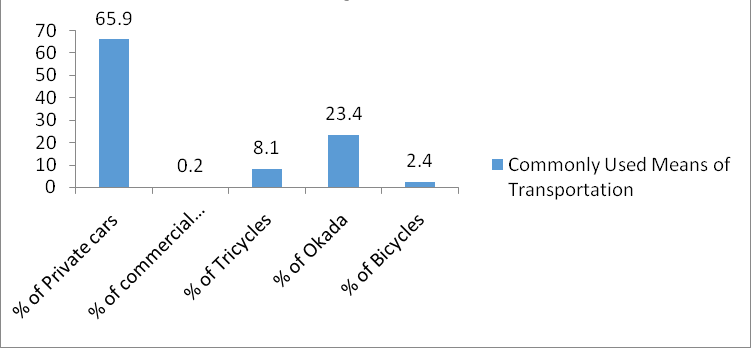 70
60
50
40
30
20
10
0
65.9
0.2
8.1
23.4
2.4
% of Private cars
% of commercial...
% of Tricycles
% of Okada
% of Bicycles
Commonly Used Means of
Transportation